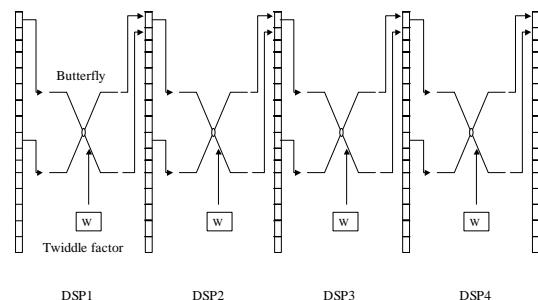 Butterfly
W W W W
Twiddle factor
DSP1 DSP2 DSP3 DSP4